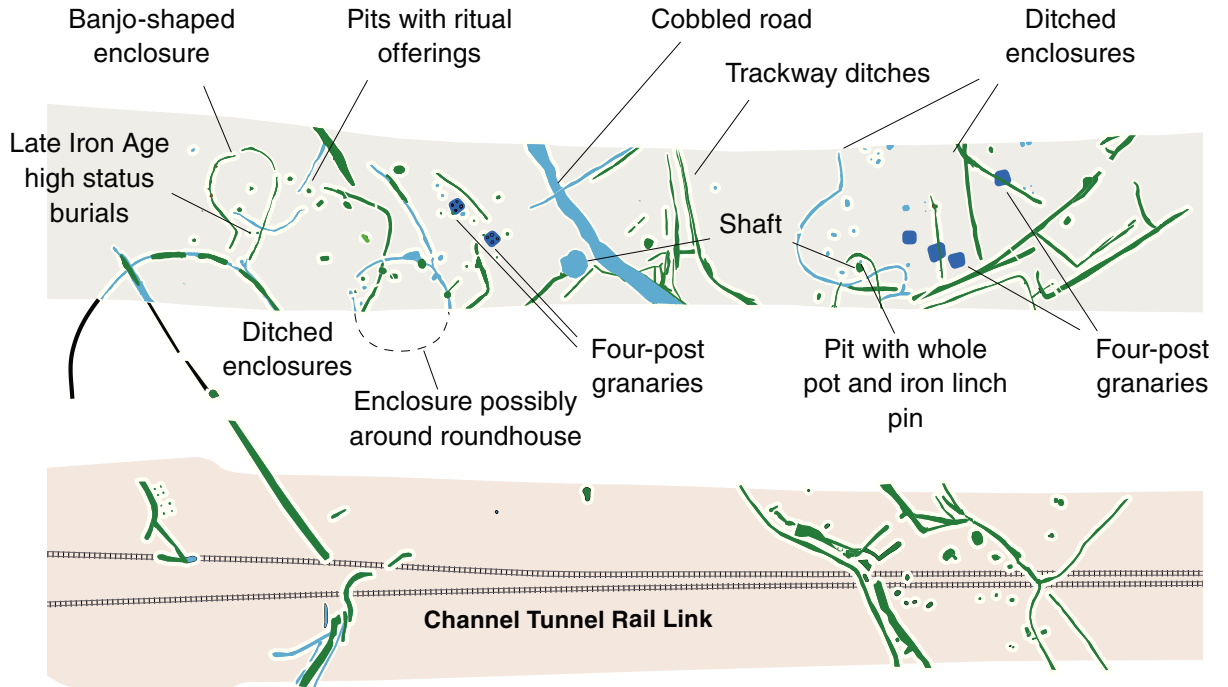 Banjo-shaped
enclosure
Pits with ritual
offerings
Cobbled road
Ditched
enclosures
Trackway ditches
Late Iron Age
high status
burials
Shaft
Ditched
enclosures
Four-post
granaries
Pit with whole
pot and iron linch
pin
Four-post
granaries
Enclosure possibly
around roundhouse
Channel Tunnel Rail Link